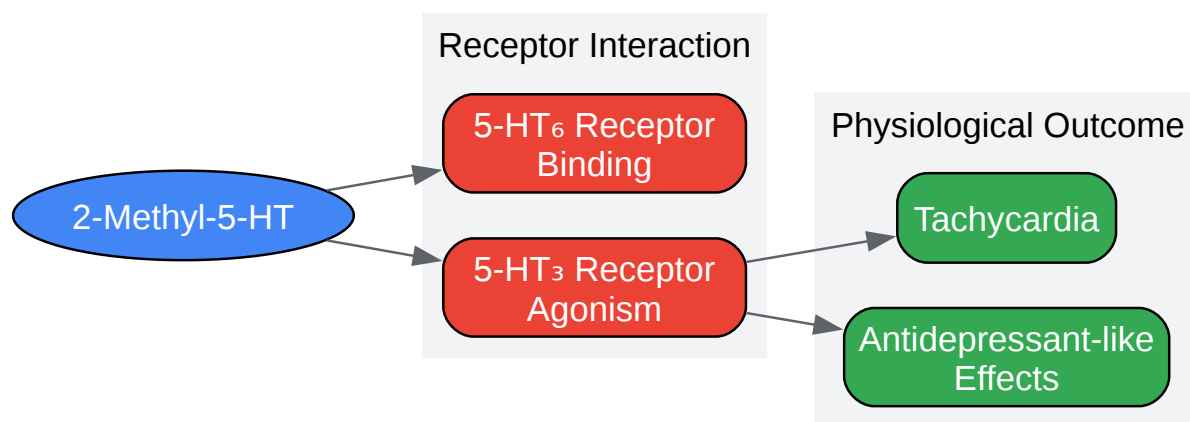 Receptor Interaction
5-HT₆ Receptor
Binding
Physiological Outcome
2-Methyl-5-HT
Tachycardia
5-HT₃ Receptor
Agonism
Antidepressant-like
Effects